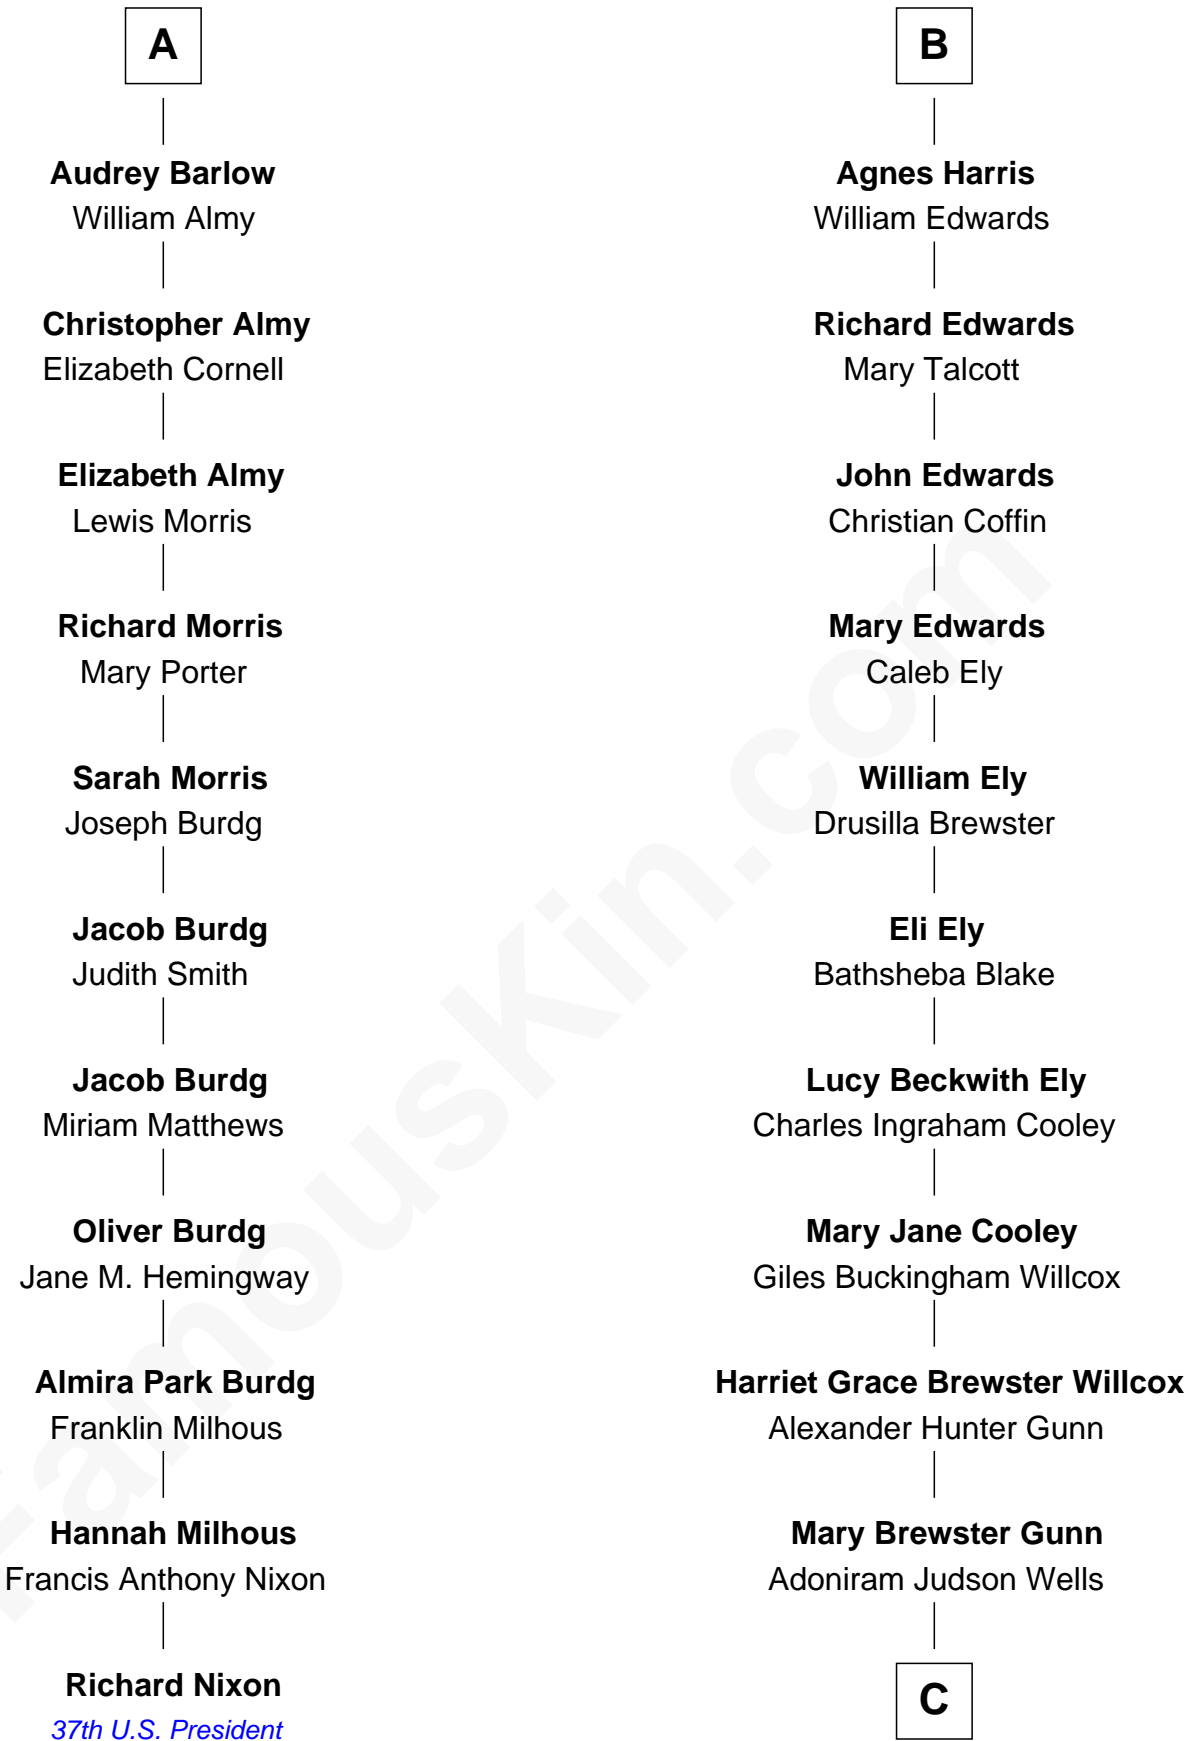 A
Audrey Barlow
William Almy
Christopher Almy
Elizabeth Cornell
Elizabeth Almy
Lewis Morris
Richard Morris
Mary Porter
Sarah Morris
Joseph Burdg
Jacob Burdg
Judith Smith
Jacob Burdg
Miriam Matthews
Oliver Burdg
Jane M. Hemingway
Almira Park Burdg
Franklin Milhous
Hannah Milhous
Francis Anthony Nixon
Richard Nixon
37th U.S. President
B
Agnes Harris
William Edwards
Richard Edwards
Mary Talcott
John Edwards
Christian Coffin
Mary Edwards
Caleb Ely
William Ely
Drusilla Brewster
Eli Ely
Bathsheba Blake
Lucy Beckwith Ely
Charles Ingraham Cooley
Mary Jane Cooley
Giles Buckingham Willcox
Harriet Grace Brewster Willcox
Alexander Hunter Gunn
Mary Brewster Gunn
Adoniram Judson Wells
C
FamousKin.com